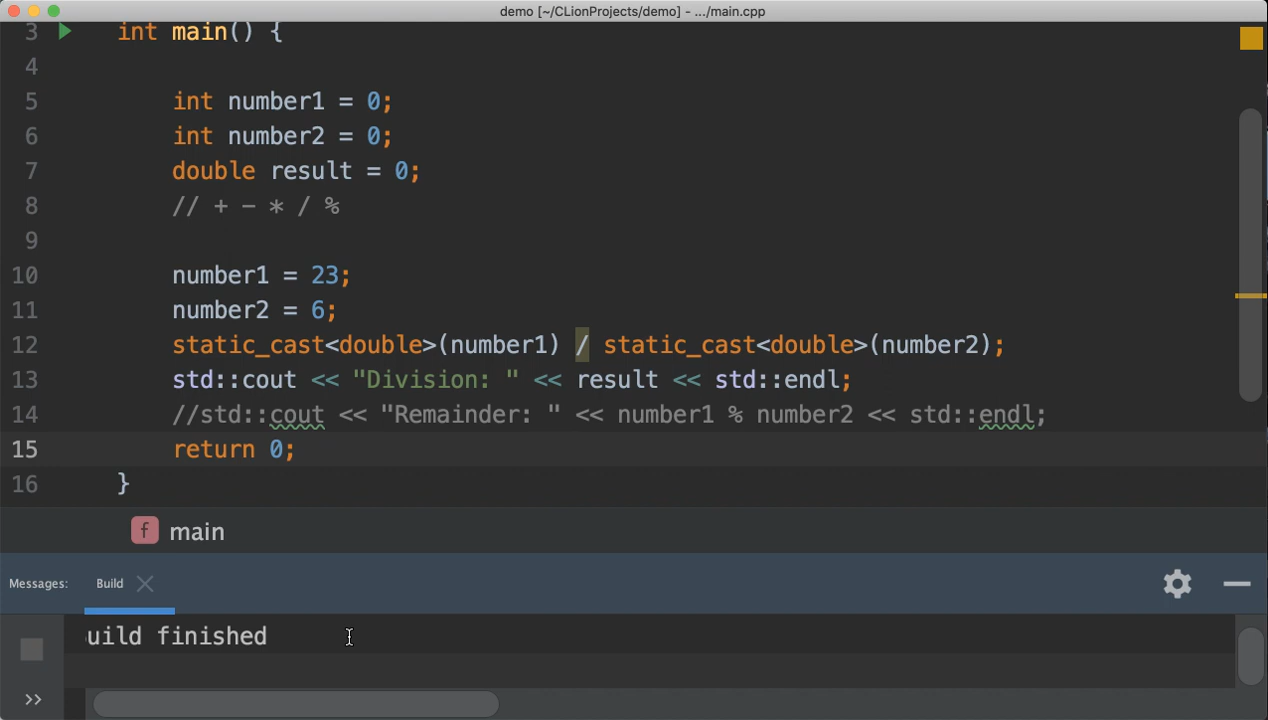 demo [~/CLionProjects/demo] - .../main.cpp
3 int main() {
4
5 int number1 = 0;
6 int number2 = 0;
7 double result = 0;
8 // + - * / %
9
10 number1 = 23;
11 number2 = 6;
12 static_cast<double>(number1) / static_cast<double>(number2);
13 std::cout << "Division: " << result << std::endl;
14 //std::cout << "Remainder: " << number1 % number2 << std::endl;
15 return 0;
16 }
f main
Messages: Build
uild finished